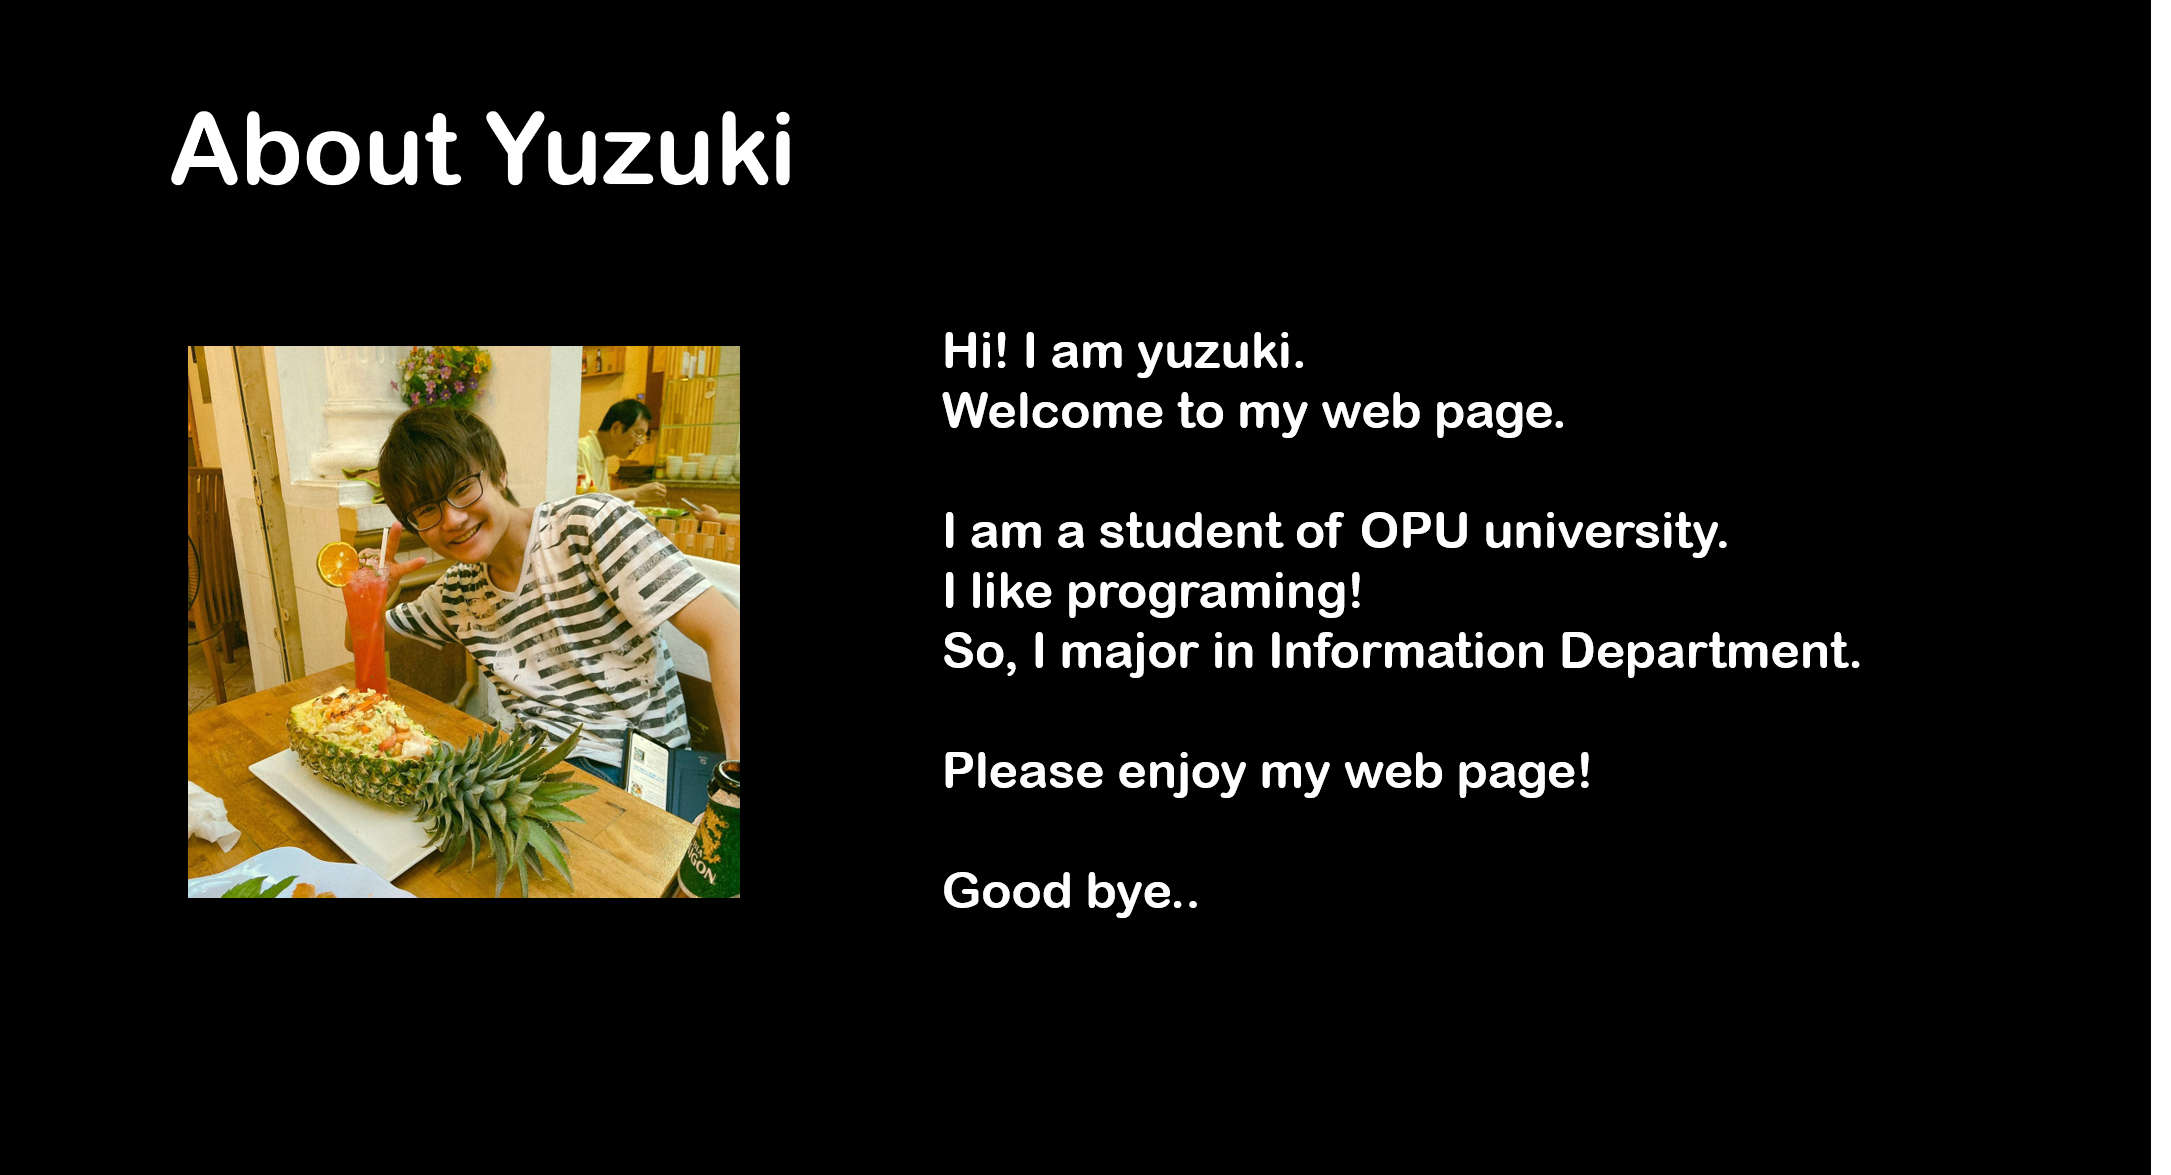 About Yuzuki
Hi! I am yuzuki.
Welcome to my web page.
I am a student of OPU university.
I like programing!
So, I major in Information Department.
Please enjoy my web page!
Good bye..